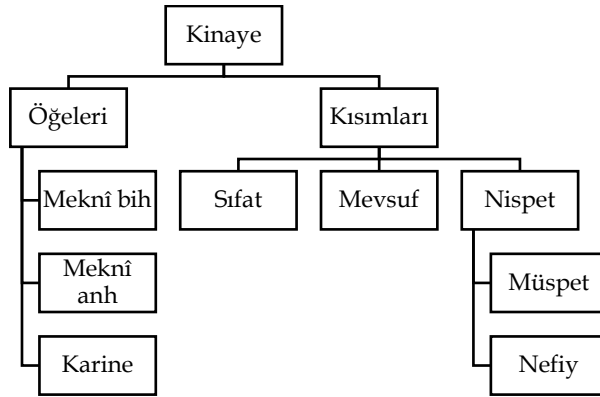 Kinaye
Öğeleri
Kısımları
Meknî bih
Sıfat
Mevsuf
Nispet
Meknî
anh
Müspet
Karine
Nefiy